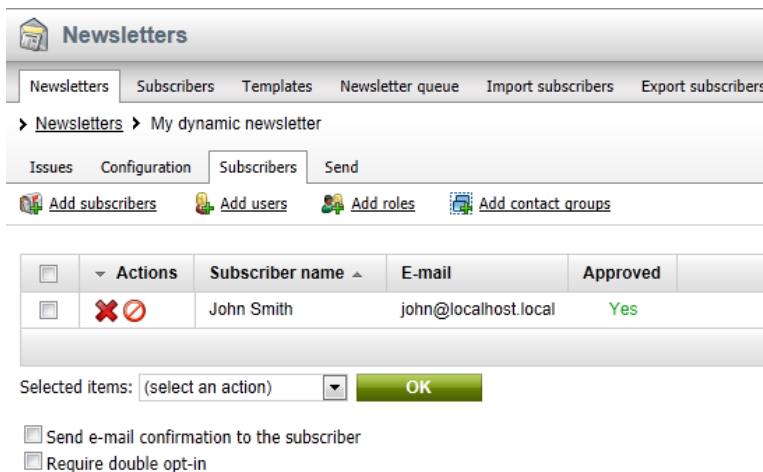 Newsletters
Newsletters Subscribers Templates Newsletter queue Import subscribers Export subscribers
Newsletters My dynamic newsletter
Issues Configuration Subscribers Send
Add subscribers Add users Add roles Add contact groups
Actions Subscriber name E-mail Approved
John Smith john@localhost.local Yes
Selected items: (select an action) OK
Send e-mail confirmation to the subscriber
Require double opt-in